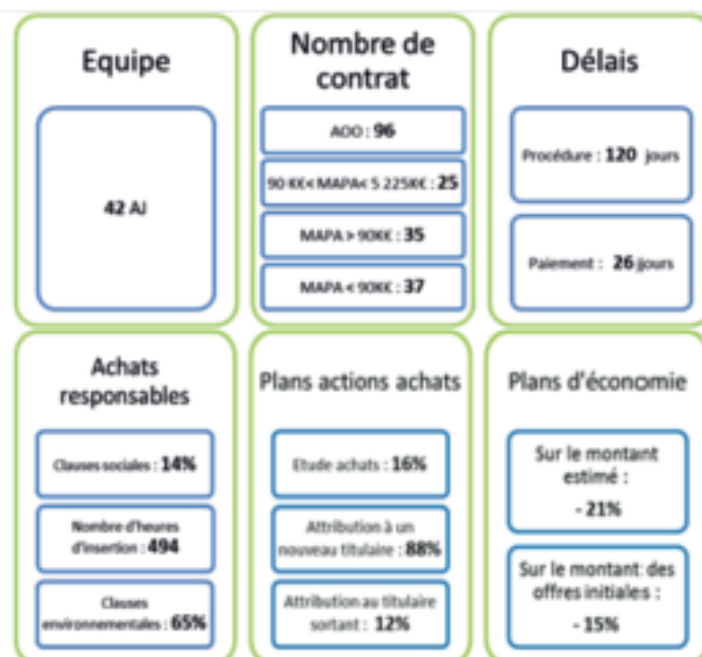 Equipe
42 AJ
Nombre de
contrat
AOO : 96
90 K€< MAPA< 5 225K€ : 25
MAPA > 90K€ : 35
MAPA < 90K€ : 37
Délais
Procédure : 120 jours
Paiement : 26 jours
Achats
responsables
Clauses sociales : 14%
Nombre d'heures
d'insertion : 494
Clauses
environnementales : 65%
Plans actions achats
Etude achats : 16%
Attribution à un
nouveau titulaire : 88%
Attribution au titulaire
sortant : 12%
Plans d'économie
Sur le montant
estimé :
- 21%
Sur le montant des
offres initiales :
- 15%